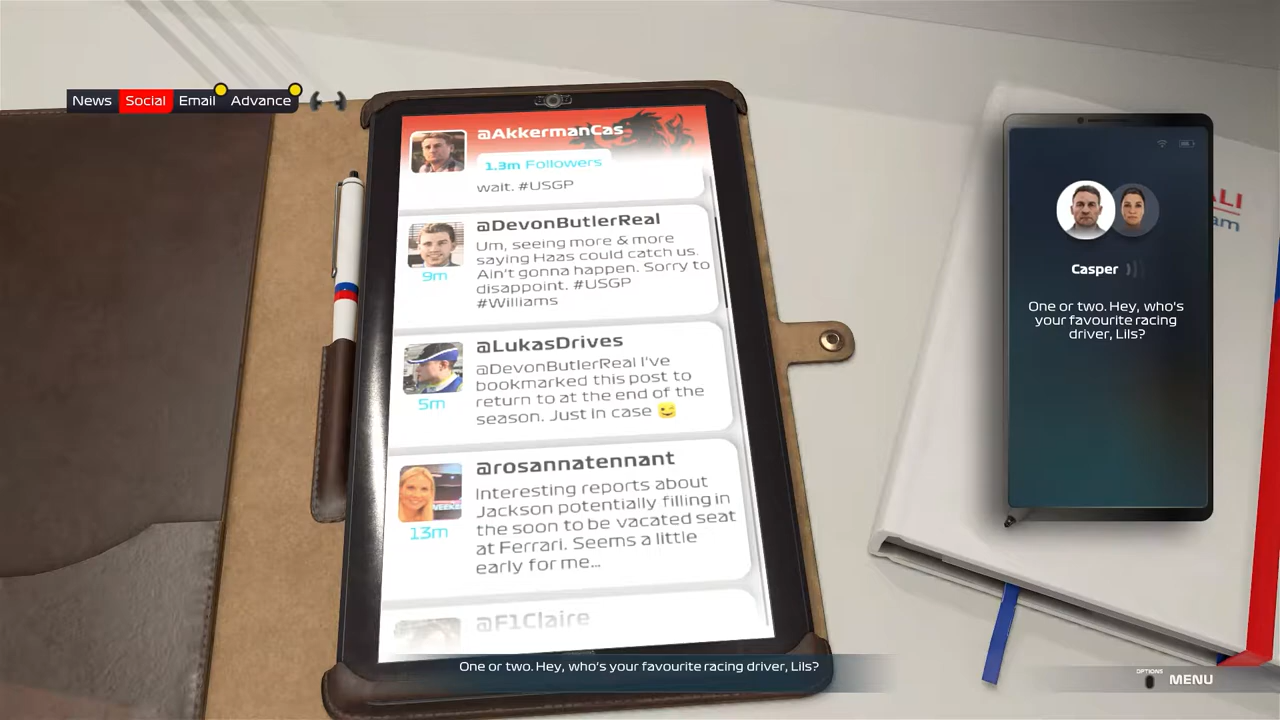 News
Social
Email
Advance
@AkkermanCas
1.3m Followers
wait. #USGP
@DevonButlerReal
Um, seeing more & more
saying Haas could catch us.
Ain't gonna happen. Sorry to
disappoint. #USGP
#Williams
9m
@LukasDrives
@DevonButlerReal I've
bookmarked this post to
return to at the end of the
season. Just in case 😉
5m
@rosannatennant
Interesting reports about
Jackson potentially filling in
the soon to be vacated seat
at Ferrari. Seems a little
early for me...
13m
@F1Claire
Casper
One or two. Hey, who's
your favourite racing
driver, Lils?
ALI
am
One or two. Hey, who's your favourite racing driver, Lils?
OPTIONS
MENU